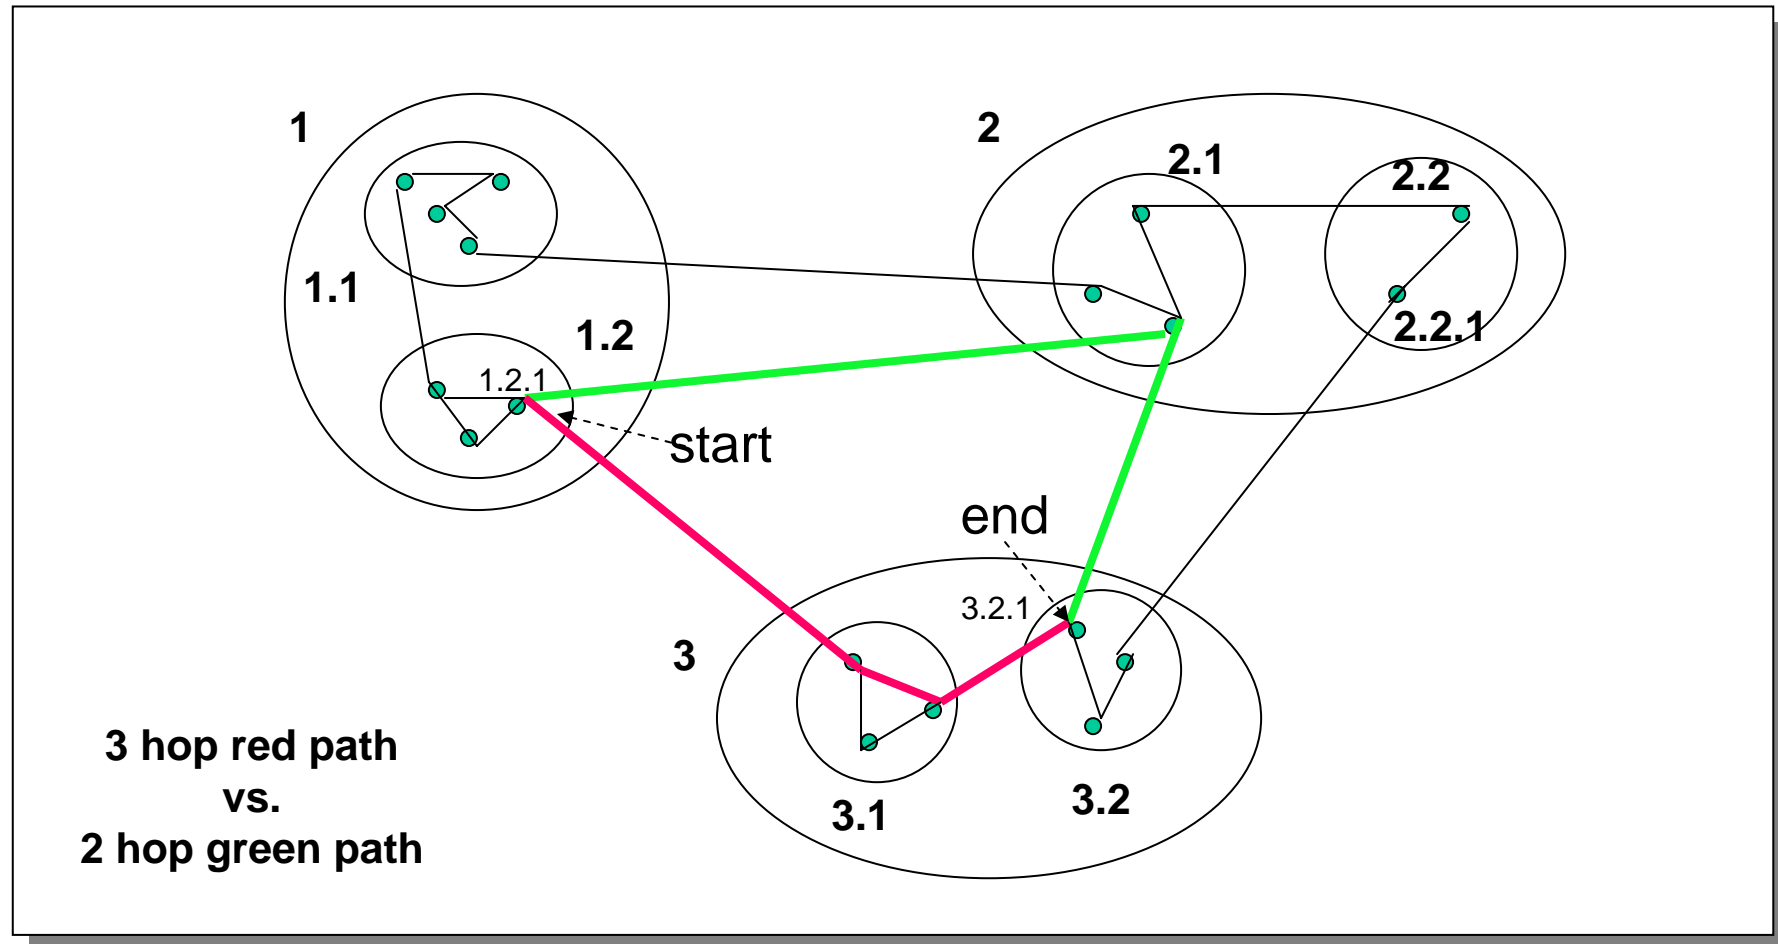 1
2
2.1
2.2
1.1
1.2
2.2.1
1.2.1
start
end
3.2.1
3
3 hop red path
vs.
2 hop green path
3.1
3.2